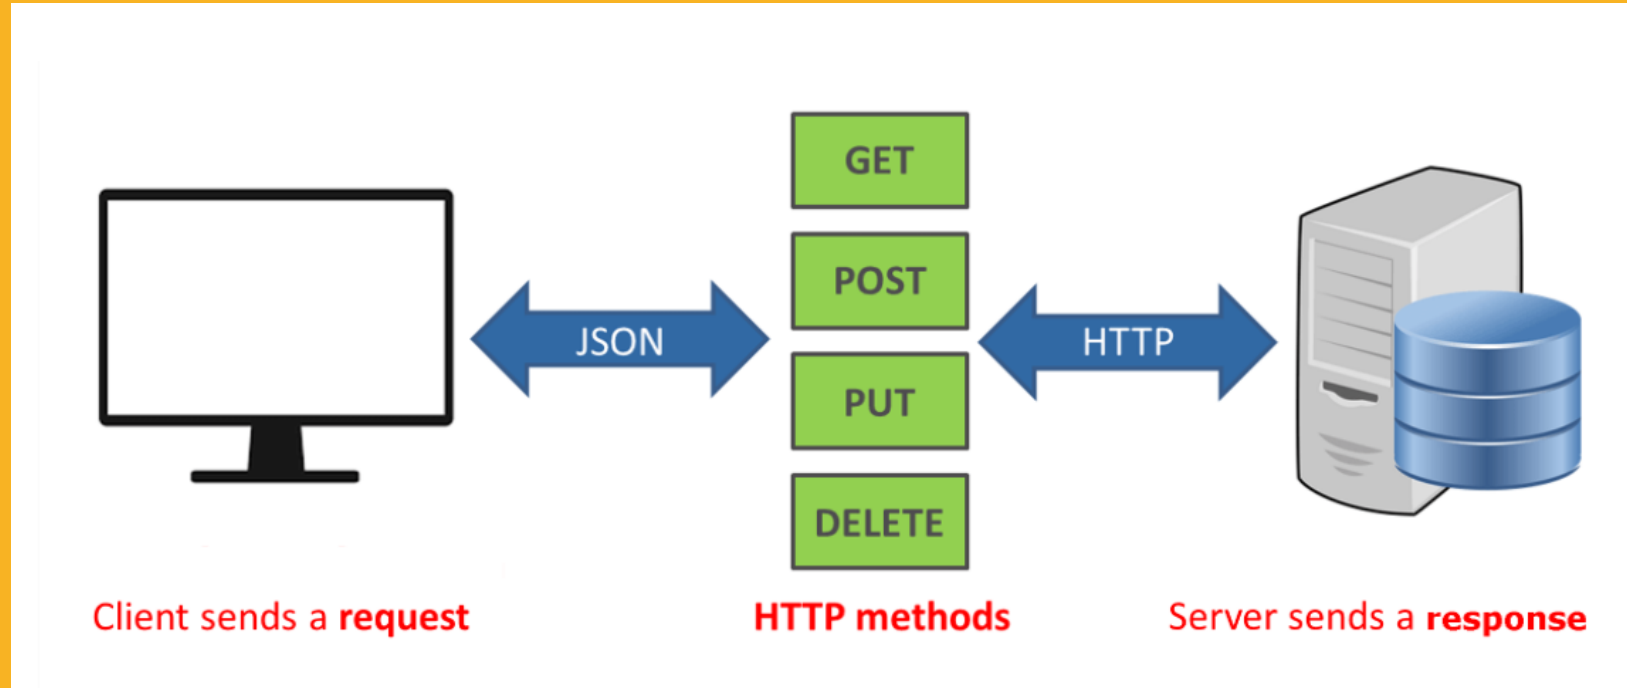 GET
POST
JSON
HTTP
PUT
DELETE
Client sends a request
HTTP methods
Server sends a response